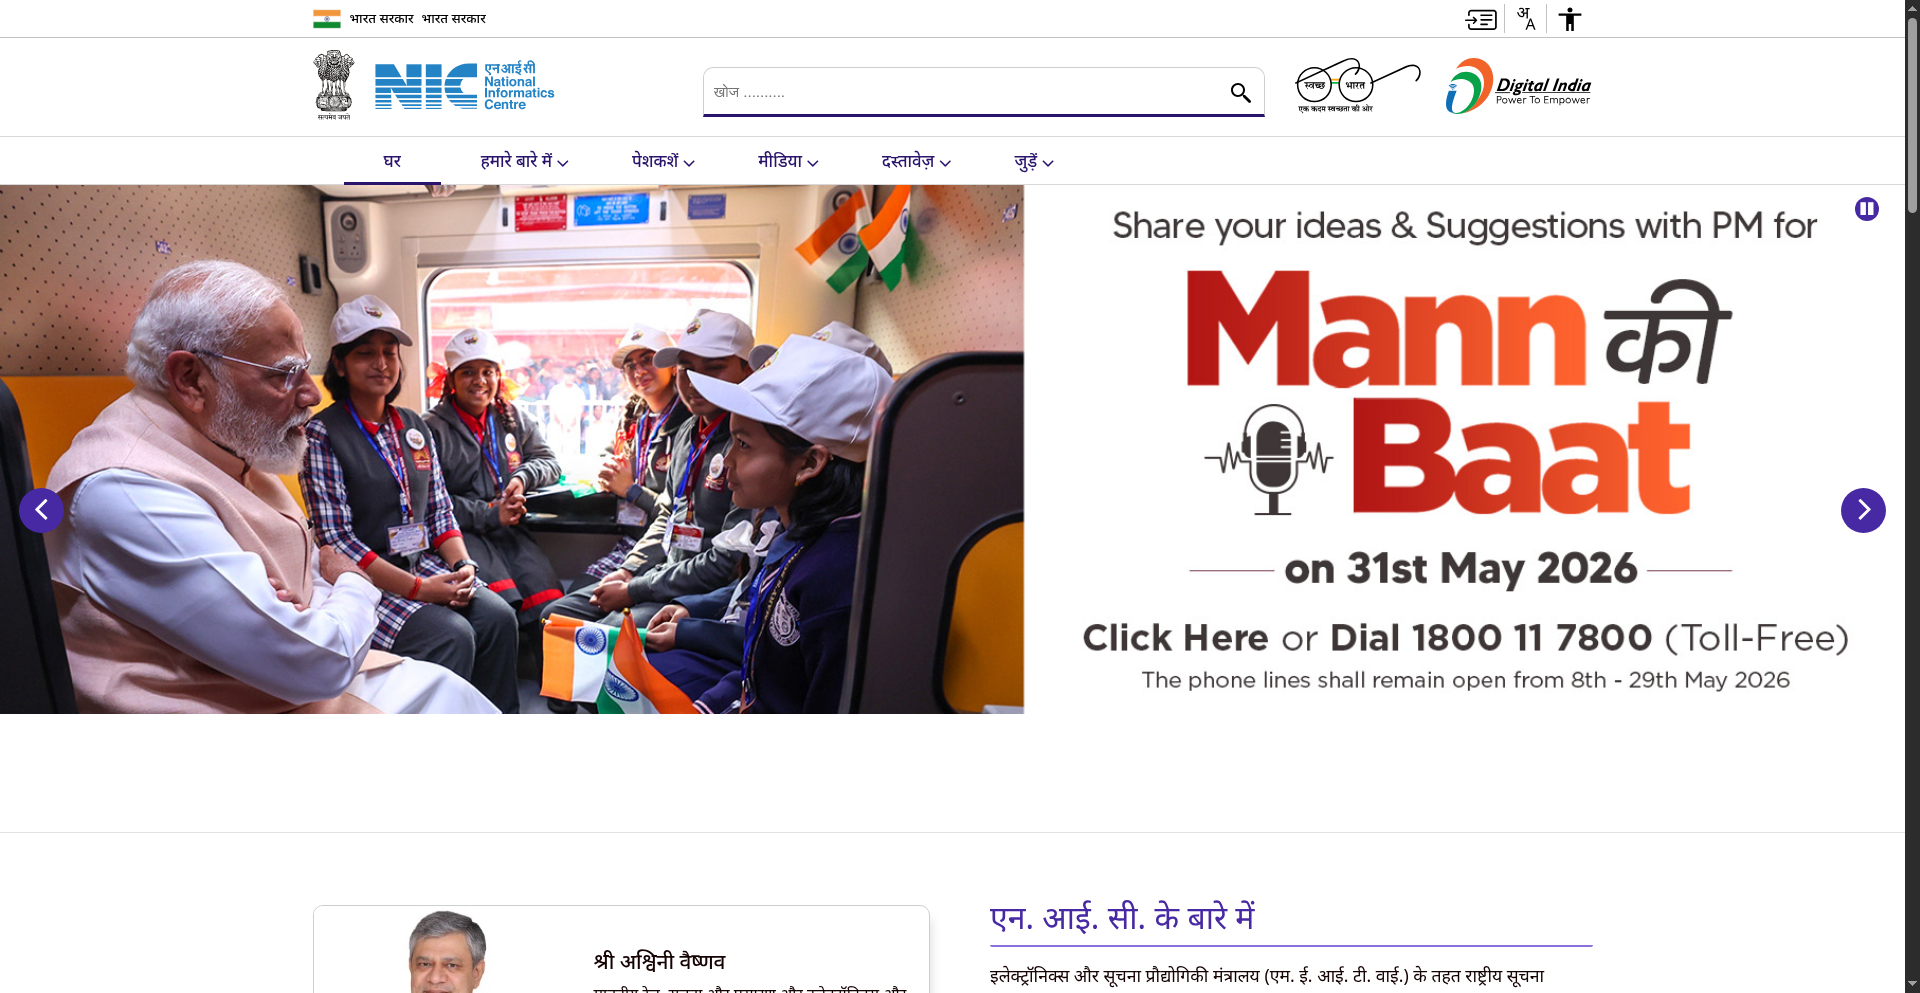 भारत सरकार भारत सरकार
अ
A
सत्यमेव जयते
NIC
एनआईसी
National
Informatics
Centre
खोज ..........
स्वच्छ भारत
एक कदम स्वच्छता की ओर
Digital India
Power To Empower
घर
हमारे बारे में
पेशकशें
मीडिया
दस्तावेज़
जुड़ें
Share your ideas & Suggestions with PM for
Mann की
Baat
on 31st May 2026
Click Here or Dial 1800 11 7800 (Toll-Free)
The phone lines shall remain open from 8th - 29th May 2026
श्री अश्विनी वैष्णव
एन. आई. सी. के बारे में
इलेक्ट्रॉनिक्स और सूचना प्रौद्योगिकी मंत्रालय (एम. ई. आई. टी. वाई.) के तहत राष्ट्रीय सूचना